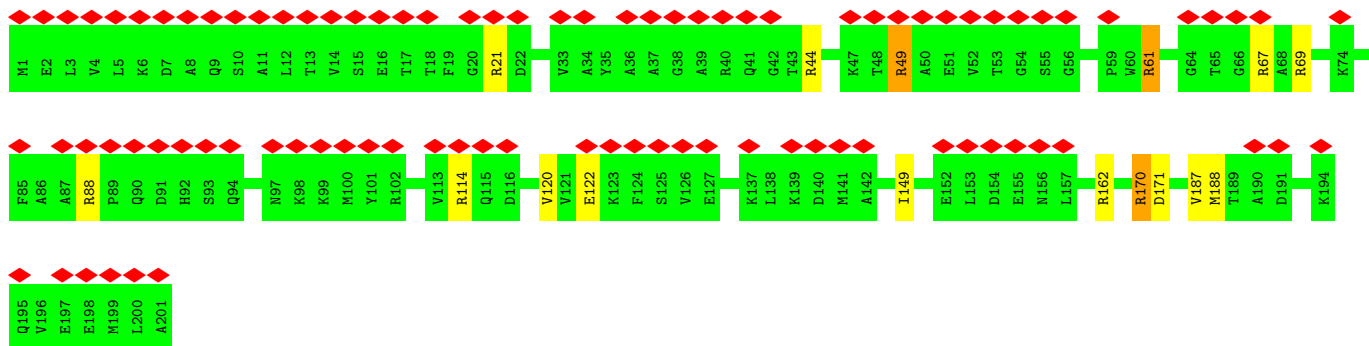 M1 E2 L3 V4 L5 K6 D7 A8 Q9 S10 A11 L12 T13 V14 S15 E16 T17 T18 F19 G20 R21 D22 V33 A34 Y35 A36 A37 G38 A39 R40 Q41 G42 T43 R44 K47 T48 R49 A50 E51 V52 T53 G54 S55 G56 P59 W60 R61 G64 T65 G66 R67 A68 R69 K74
F85 A86 A87 R88 P89 Q90 D91 H92 S93 Q94 N97 K98 K99 M100 Y101 R102 V113 R114 Q115 D116 V120 V121 E122 K123 F124 S125 V126 E127 K137 L138 K139 D140 M141 A142 I149 E152 L153 D154 E155 N156 L157 R162 R170 D171 V187 M188 T189 A190 D191 K194
Q195 V196 E197 E198 M199 L200 A201